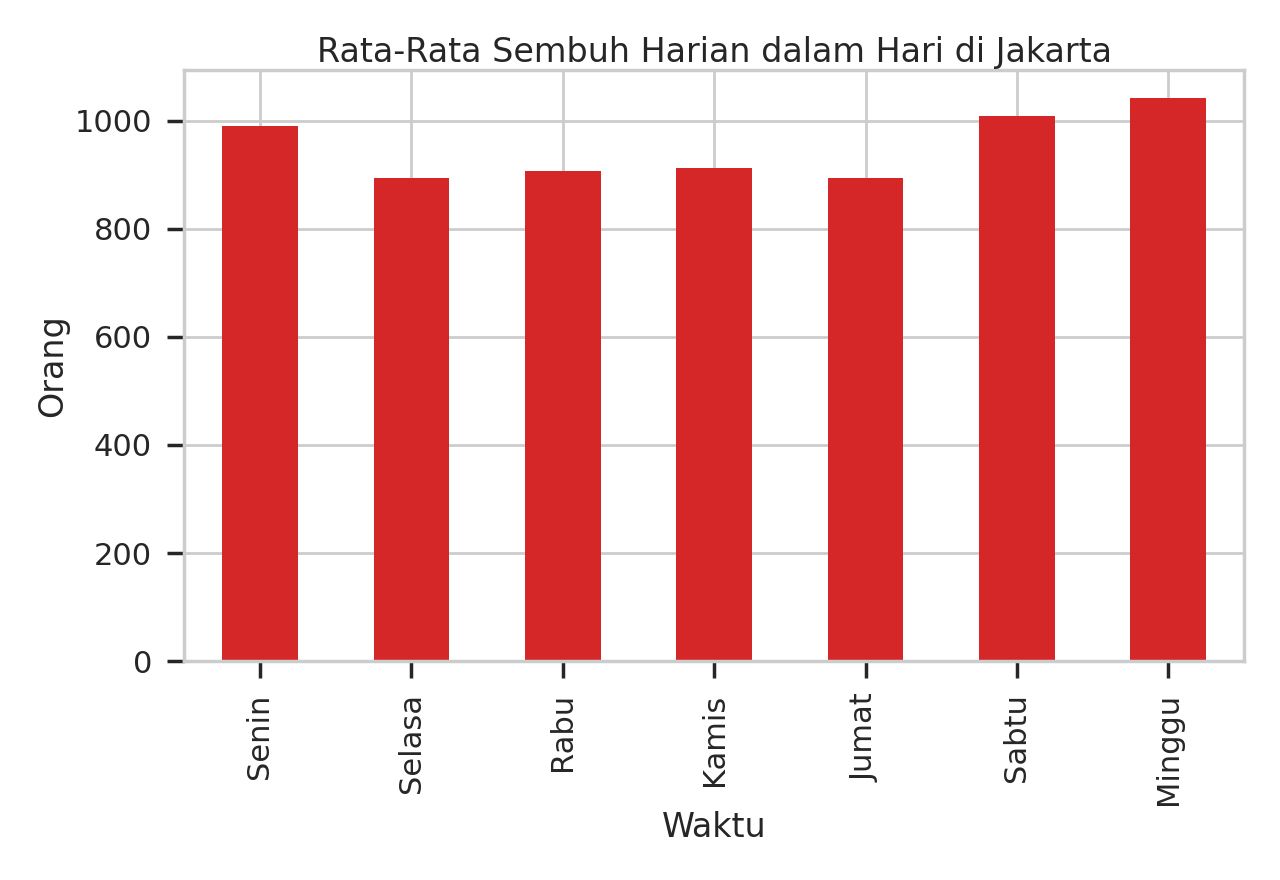 Rata-Rata Sembuh Harian dalam Hari di Jakarta
1000
800
600
400
200
0
Orang
Senin
Selasa
Rabu
Kamis
Jumat
Sabtu
Minggu
Waktu